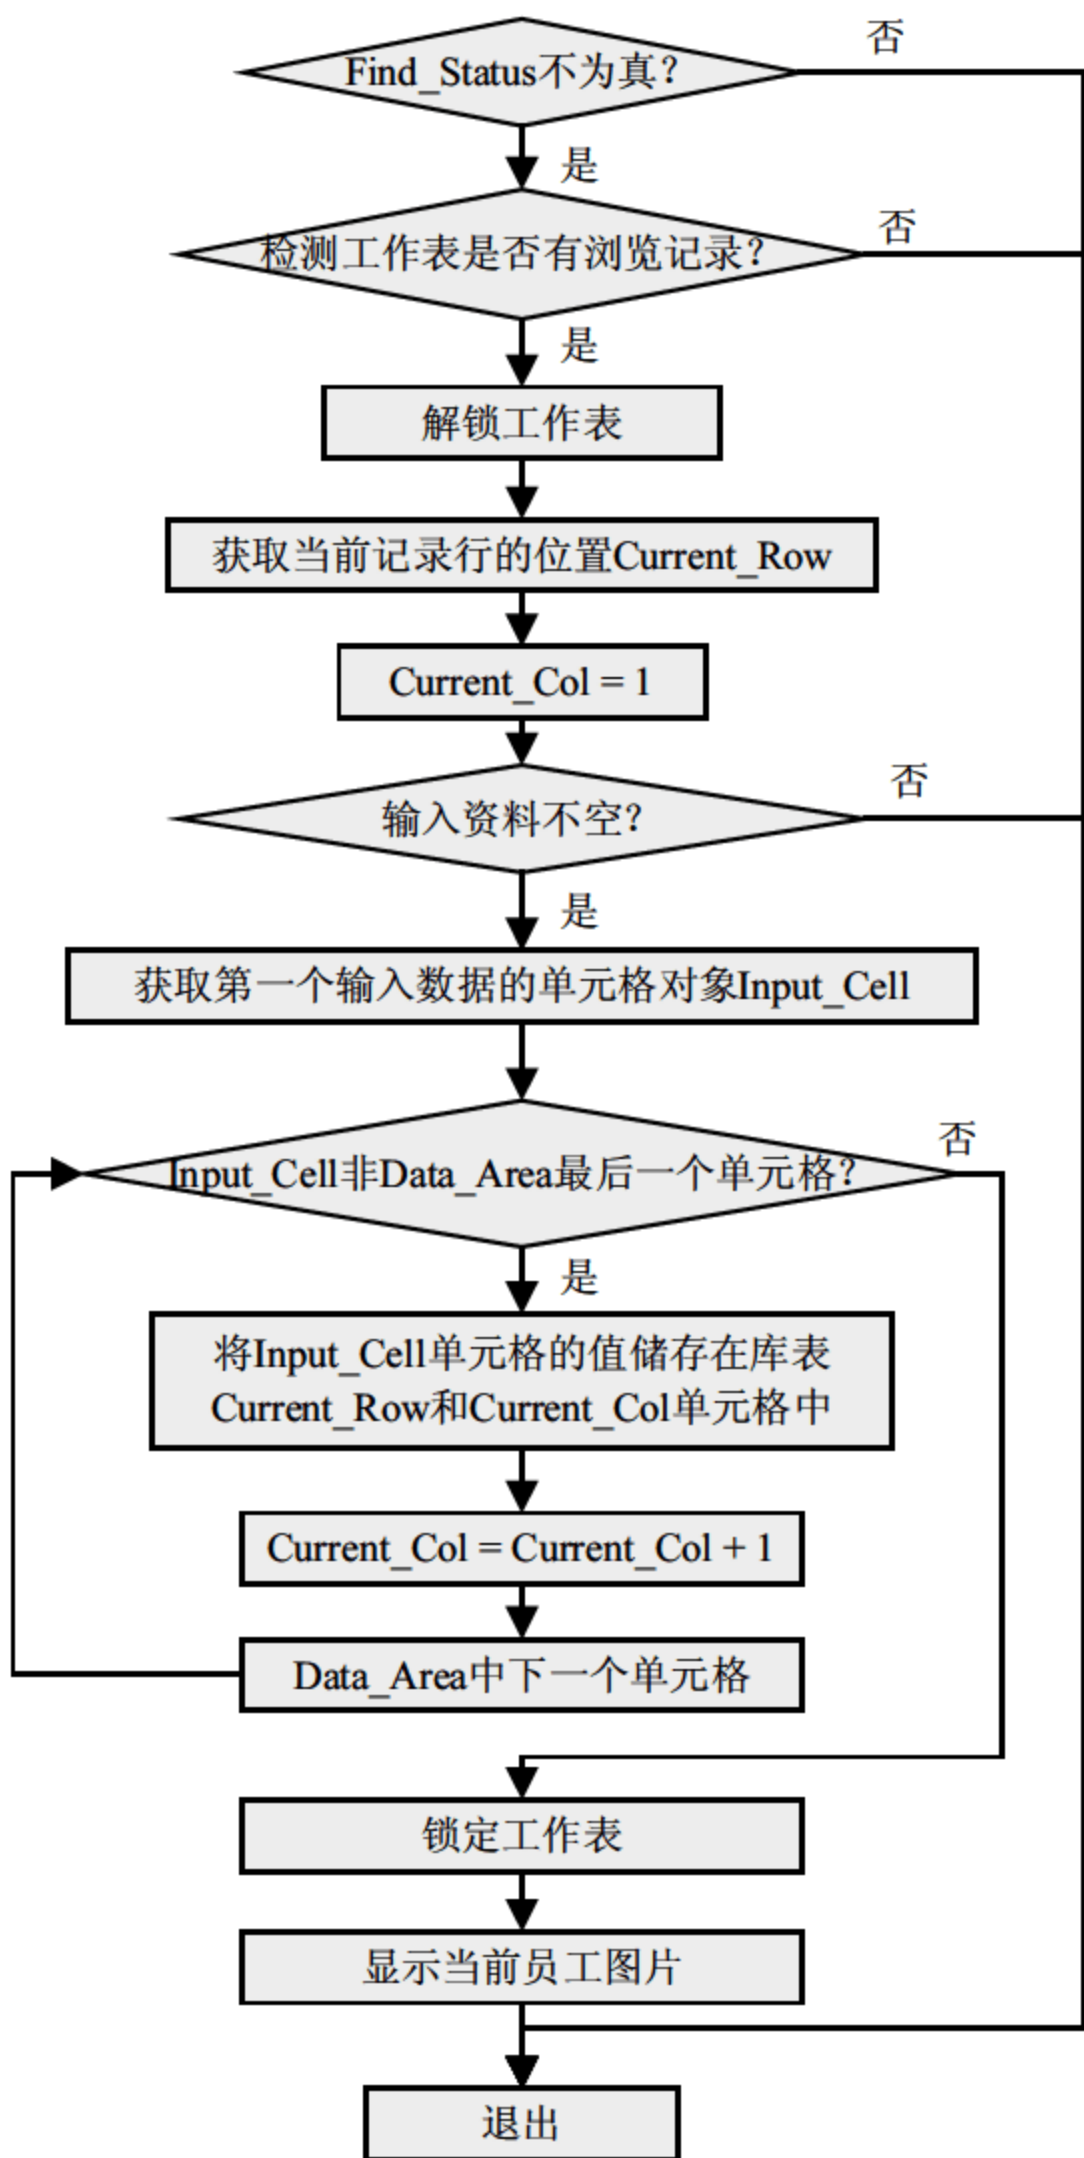 Find_Status不为真?
否
是
检测工作表是否有浏览记录?
否
是
解锁工作表
获取当前记录行的位置Current_Row
Current_Col = 1
输入资料不空?
否
是
获取第一个输入数据的单元格对象Input_Cell
Input_Cell非Data_Area最后一个单元格?
否
是
将Input_Cell单元格的值储存在库表
Current_Row和Current_Col单元格中
Current_Col = Current_Col + 1
Data_Area中下一个单元格
锁定工作表
显示当前员工图片
退出